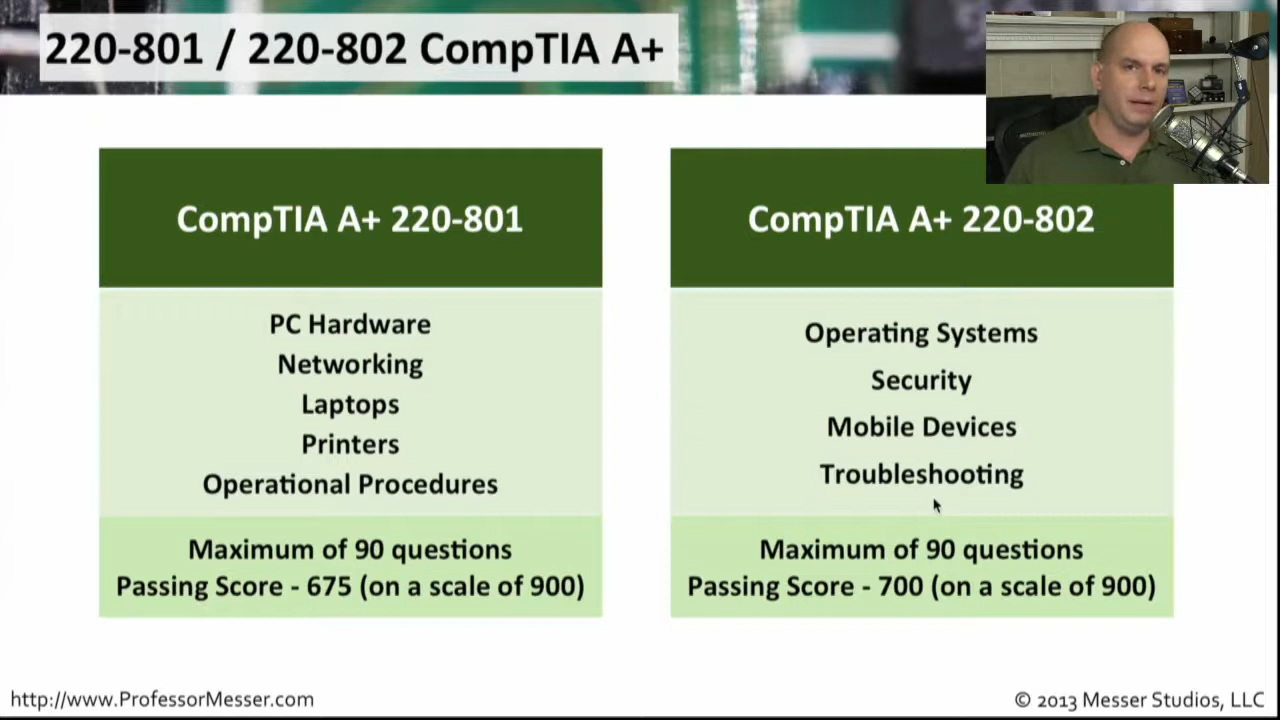 220-801 / 220-802 CompTIA A+
CompTIA A+ 220-801
PC Hardware
Networking
Laptops
Printers
Operational Procedures
Maximum of 90 questions
Passing Score - 675 (on a scale of 900)
CompTIA A+ 220-802
Operating Systems
Security
Mobile Devices
Troubleshooting
Maximum of 90 questions
Passing Score - 700 (on a scale of 900)
http://www.ProfessorMesser.com
© 2013 Messer Studios, LLC